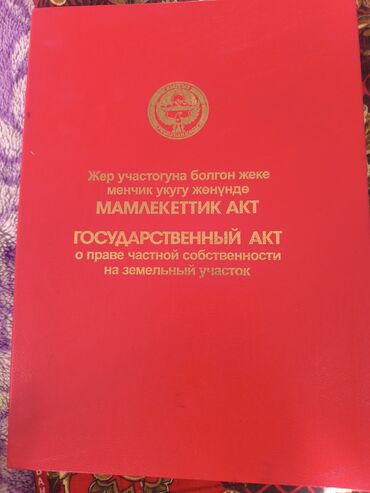 Жер участогуна болгон жеке
менчик укугу жөнүндө
МАМЛЕКЕТТИК АКТ
ГОСУДАРСТВЕННЫЙ АКТ
о праве частной собственности
на земельный участок